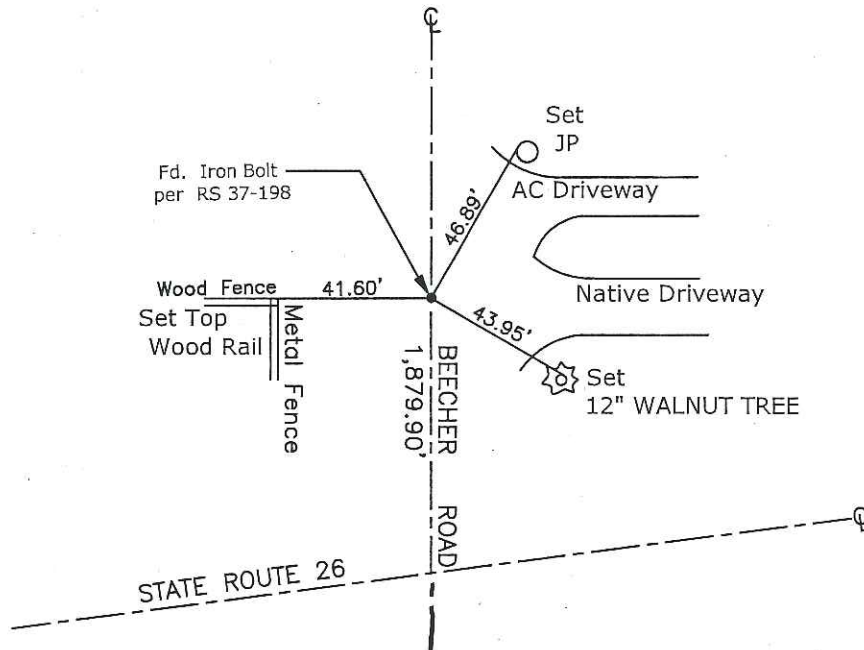 ℄
Set
JP
Fd. Iron Bolt
per RS 37-198
AC Driveway
46.89'
Wood Fence
41.60'
Native Driveway
Set Top
Wood Rail
Metal Fence
43.95'
Set
12" WALNUT TREE
BEECHER ROAD
1,879.90'
℄
STATE ROUTE 26